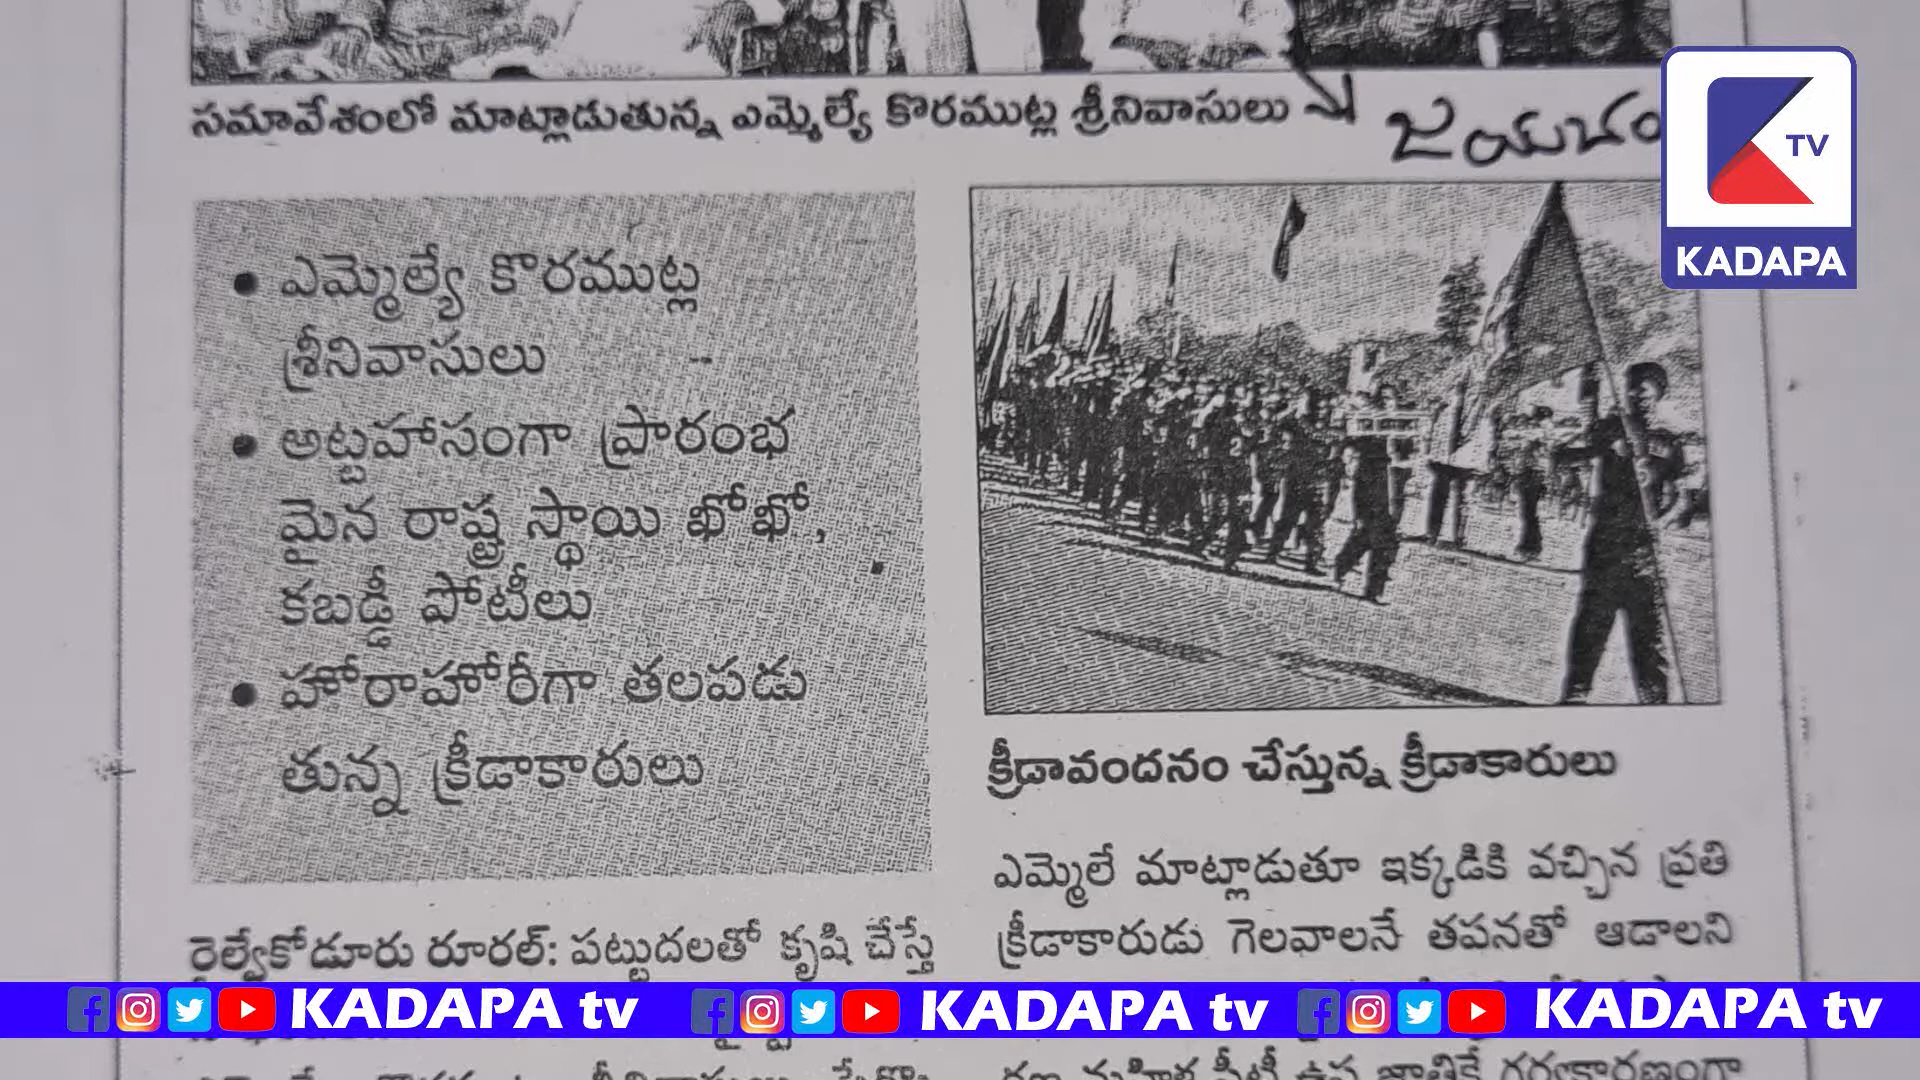 సమావేశంలో మాట్లాడుతున్న ఎమ్మెల్యే కొరముట్ల శ్రీనివాసులు
TV
KADAPA
• ఎమ్మెల్యే కొరముట్ల
శ్రీనివాసులు
• అట్టహాసంగా ప్రారంభ
మైన రాష్ట్ర స్థాయి ఖోఖో,
కబడ్డీ పోటీలు
• హోరాహోరీగా తలపడు
తున్న క్రీడాకారులు
రైల్వేకోడూరు రూరల్: పట్టుదలతో కృషి చేస్తే
క్రీడావందనం చేస్తున్న క్రీడాకారులు
ఎమ్మెలే మాట్లాడుతూ ఇక్కడికి వచ్చిన ప్రతి
క్రీడాకారుడు గెలవాలనే తపనతో ఆడాలని
KADAPA tv KADAPA tv KADAPA tv